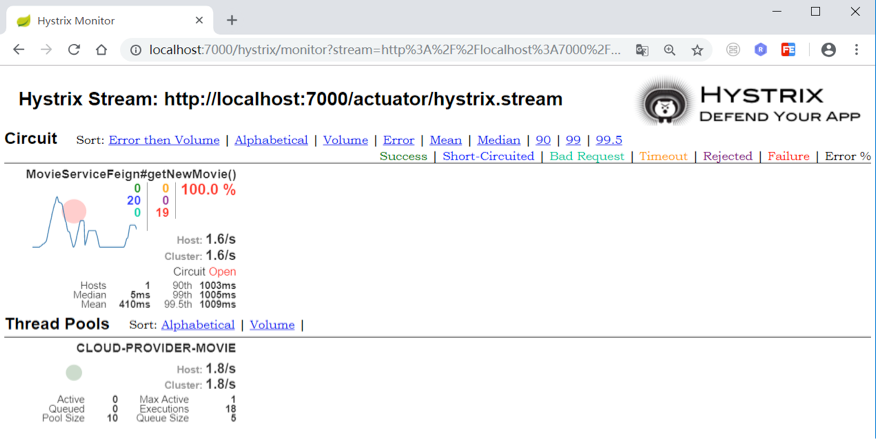 Hystrix Monitor
localhost:7000/hystrix/monitor?stream=http%3A%2F%2Flocalhost%3A7000%2F...
Hystrix Stream: http://localhost:7000/actuator/hystrix.stream
HYSTRIX
DEFEND YOUR APP
Circuit Sort: Error then Volume | Alphabetical | Volume | Error | Mean | Median | 90 | 99 | 99.5
Success | Short-Circuited | Bad Request | Timeout | Rejected | Failure | Error %
MovieServiceFeign#getNewMovie()
0 0 100.0 %
20 0
0 19
Host: 1.6/s
Cluster: 1.6/s
Circuit Open
Hosts 1 90th 1003ms
Median 5ms 99th 1005ms
Mean 410ms 99.5th 1009ms
Thread Pools Sort: Alphabetical | Volume |
CLOUD-PROVIDER-MOVIE
Host: 1.8/s
Cluster: 1.8/s
Active 0 Max Active 1
Queued 0 Executions 18
Pool Size 10 Queue Size 5